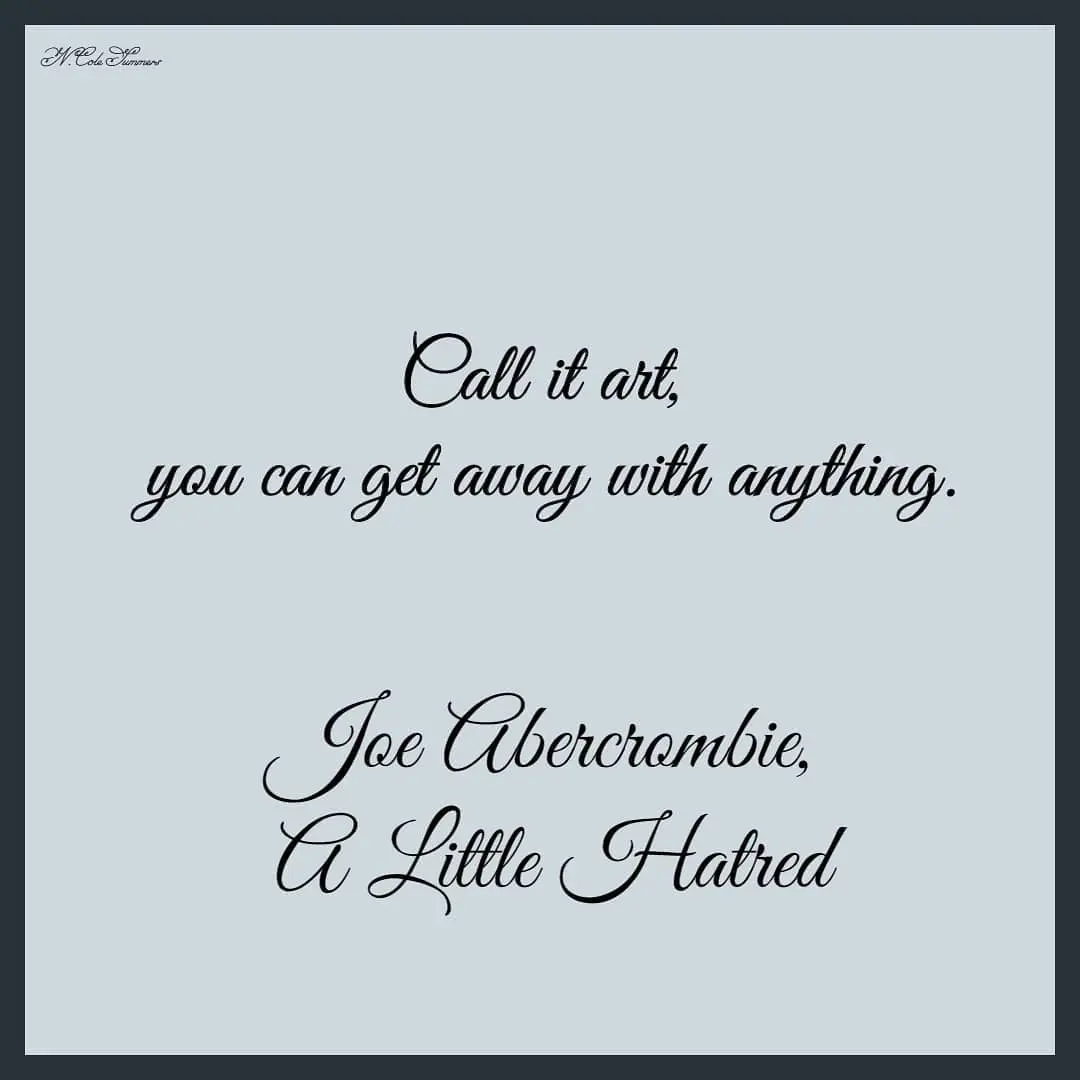 N. Cole Summers
Call it art,
you can get away with anything.
Joe Abercrombie,
A Little Hatred